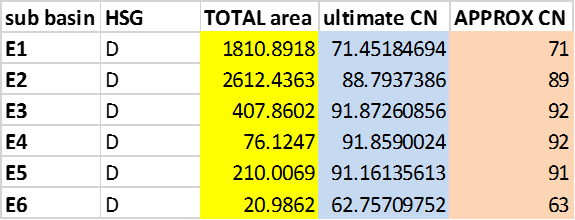 sub basin HSG TOTAL area ultimate CN APPROX CN
E1 D 1810.8918 71.45184694 71
E2 D 2612.4363 88.7937386 89
E3 D 407.8602 91.87260856 92
E4 D 76.1247 91.8590024 92
E5 D 210.0069 91.16135613 91
E6 D 20.9862 62.75709752 63